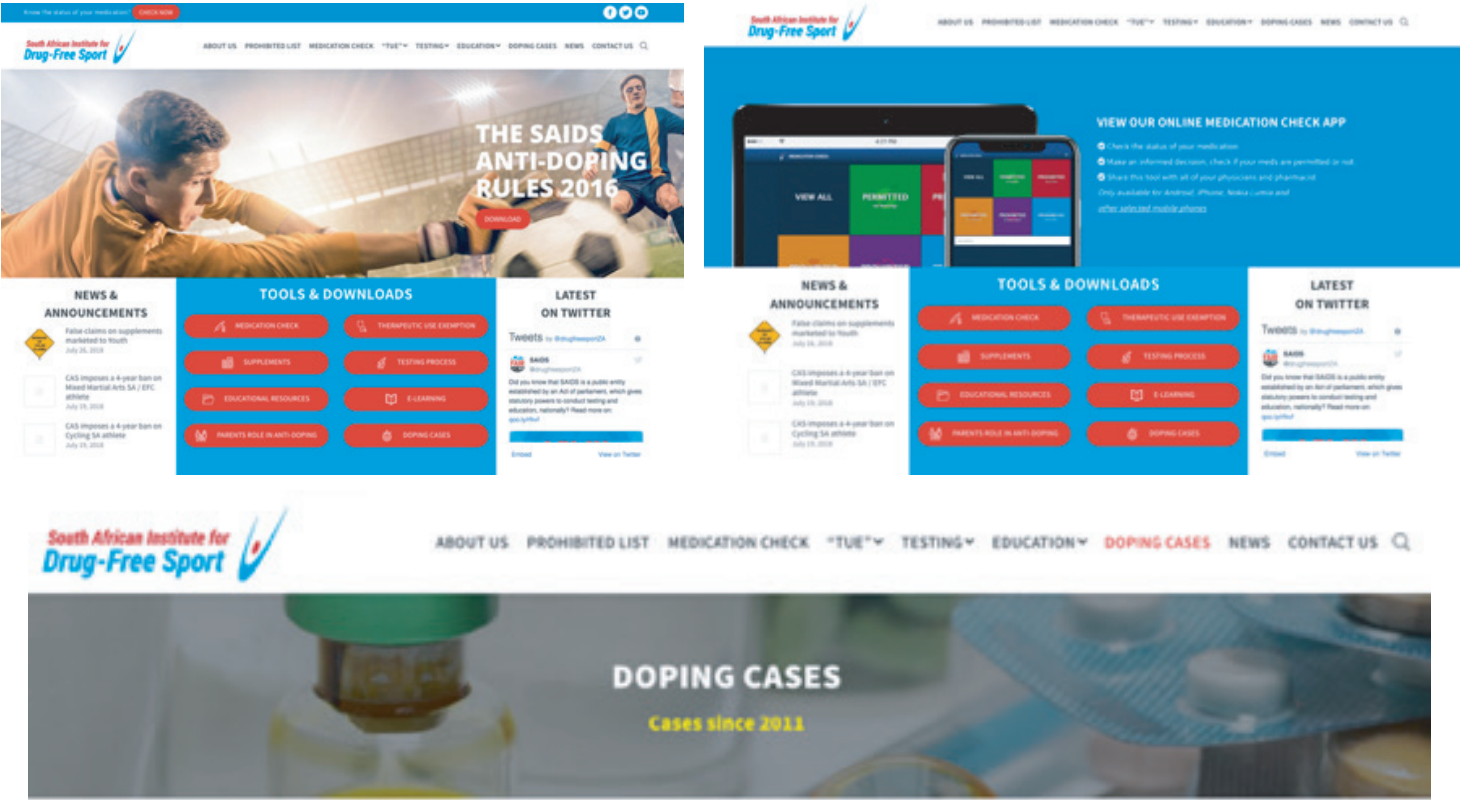 Know the status of your medication? CHECK NOW
South African Institute for
Drug-Free Sport
ABOUT US PROHIBITED LIST MEDICATION CHECK "TUE" TESTING EDUCATION DOPING CASES NEWS CONTACT US
THE SAIDS
ANTI-DOPING
RULES 2016
DOWNLOAD
NEWS &
ANNOUNCEMENTS
False claims on supplements
marketed to Youth
July 26, 2018
CAS imposes a 4-year ban on
Mixed Martial Arts SA / EFC
athlete
July 19, 2018
CAS imposes a 4-year ban on
Cycling SA athlete
July 19, 2018
TOOLS & DOWNLOADS
MEDICATION CHECK THERAPEUTIC USE EXEMPTION
SUPPLEMENTS TESTING PROCESS
EDUCATIONAL RESOURCES E-LEARNING
PARENTS ROLE IN ANTI-DOPING DOPING CASES
LATEST
ON TWITTER
Tweets by @drugfreesportZA
SAIDS
@drugfreesportZA
Did you know that SAIDS is a public entity
established by an Act of parliament, which gives
statutory powers to conduct testing and
education, nationally? Read more on:
Embed View on Twitter
South African Institute for
Drug-Free Sport
ABOUT US PROHIBITED LIST MEDICATION CHECK "TUE" TESTING EDUCATION DOPING CASES NEWS CONTACT US
4:21 PM
MEDICATION CHECK
VIEW ALL PERMITTED
VIEW OUR ONLINE MEDICATION CHECK APP
Check the status of your medication
Make an informed decision, check if your meds are permitted or not
Share this tool with all of your physicians and pharmacist
Only available for Android, iPhone, Nokia Lumia and
other selected mobile phones
NEWS &
ANNOUNCEMENTS
False claims on supplements
marketed to Youth
July 26, 2018
CAS imposes a 4-year ban on
Mixed Martial Arts SA / EFC
athlete
July 19, 2018
CAS imposes a 4-year ban on
Cycling SA athlete
July 19, 2018
TOOLS & DOWNLOADS
MEDICATION CHECK THERAPEUTIC USE EXEMPTION
SUPPLEMENTS TESTING PROCESS
EDUCATIONAL RESOURCES E-LEARNING
PARENTS ROLE IN ANTI-DOPING DOPING CASES
LATEST
ON TWITTER
Tweets by @drugfreesportZA
SAIDS
@drugfreesportZA
Did you know that SAIDS is a public entity
established by an Act of parliament, which gives
statutory powers to conduct testing and
education, nationally? Read more on:
Embed View on Twitter
South African Institute for
Drug-Free Sport
ABOUT US PROHIBITED LIST MEDICATION CHECK "TUE" TESTING EDUCATION DOPING CASES NEWS CONTACT US
DOPING CASES
Cases since 2011